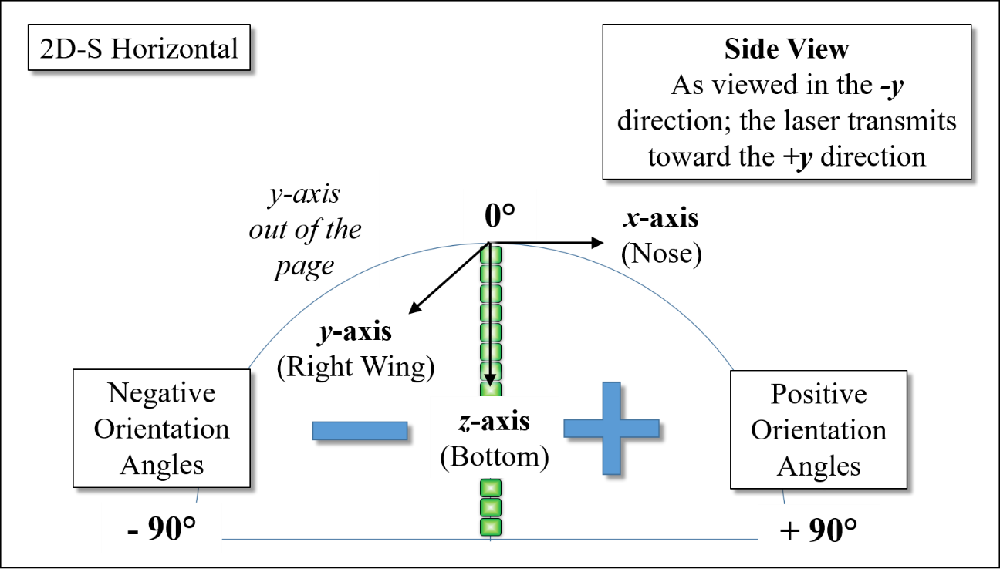 2D-S Horizontal
Side View
As viewed in the -y
direction; the laser transmits
toward the +y direction
y-axis
out of the
page
0°
x-axis
(Nose)
y-axis
(Right Wing)
Negative
Orientation
Angles
z-axis
(Bottom)
Positive
Orientation
Angles
- 90°
+ 90°